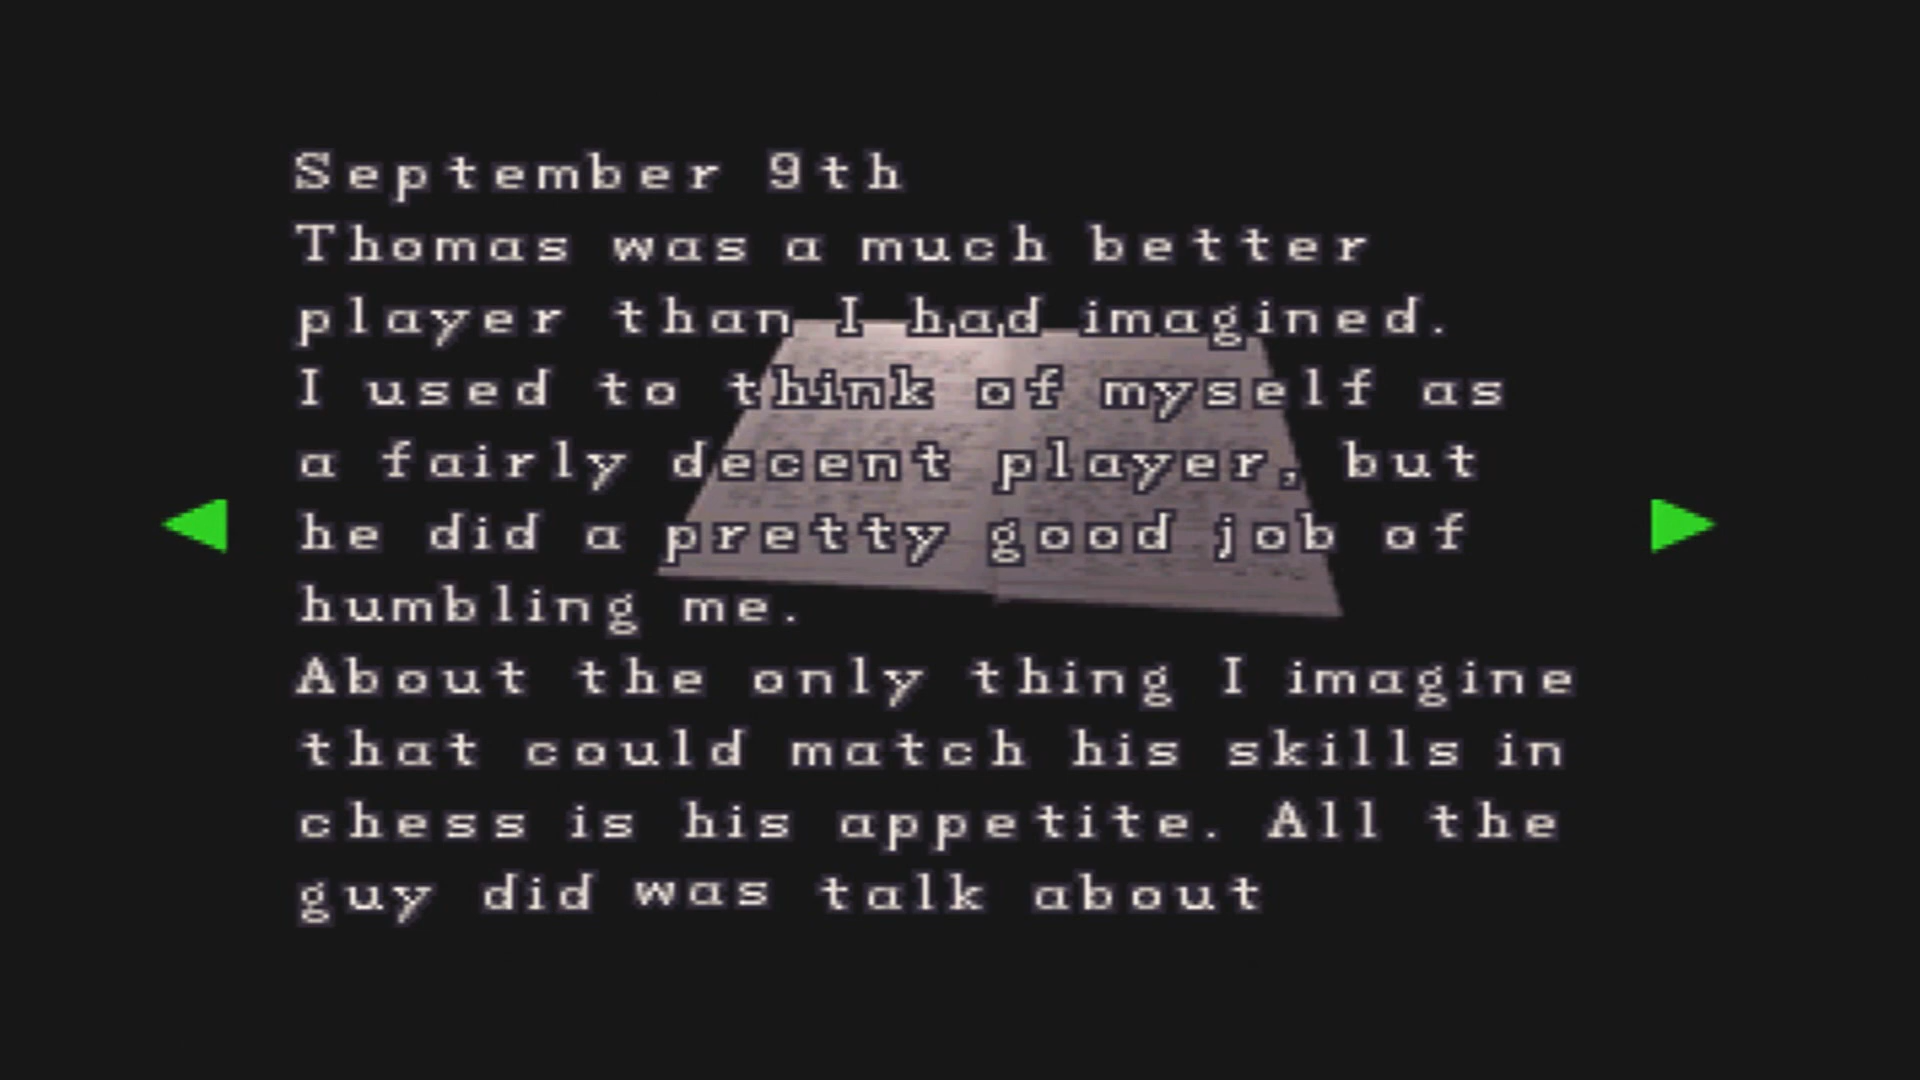 September 9th
Thomas was a much better
player than I had imagined.
I used to think of myself as
a fairly decent player, but
he did a pretty good job of
humbling me.
About the only thing I imagine
that could match his skills in
chess is his appetite. All the
guy did was talk about